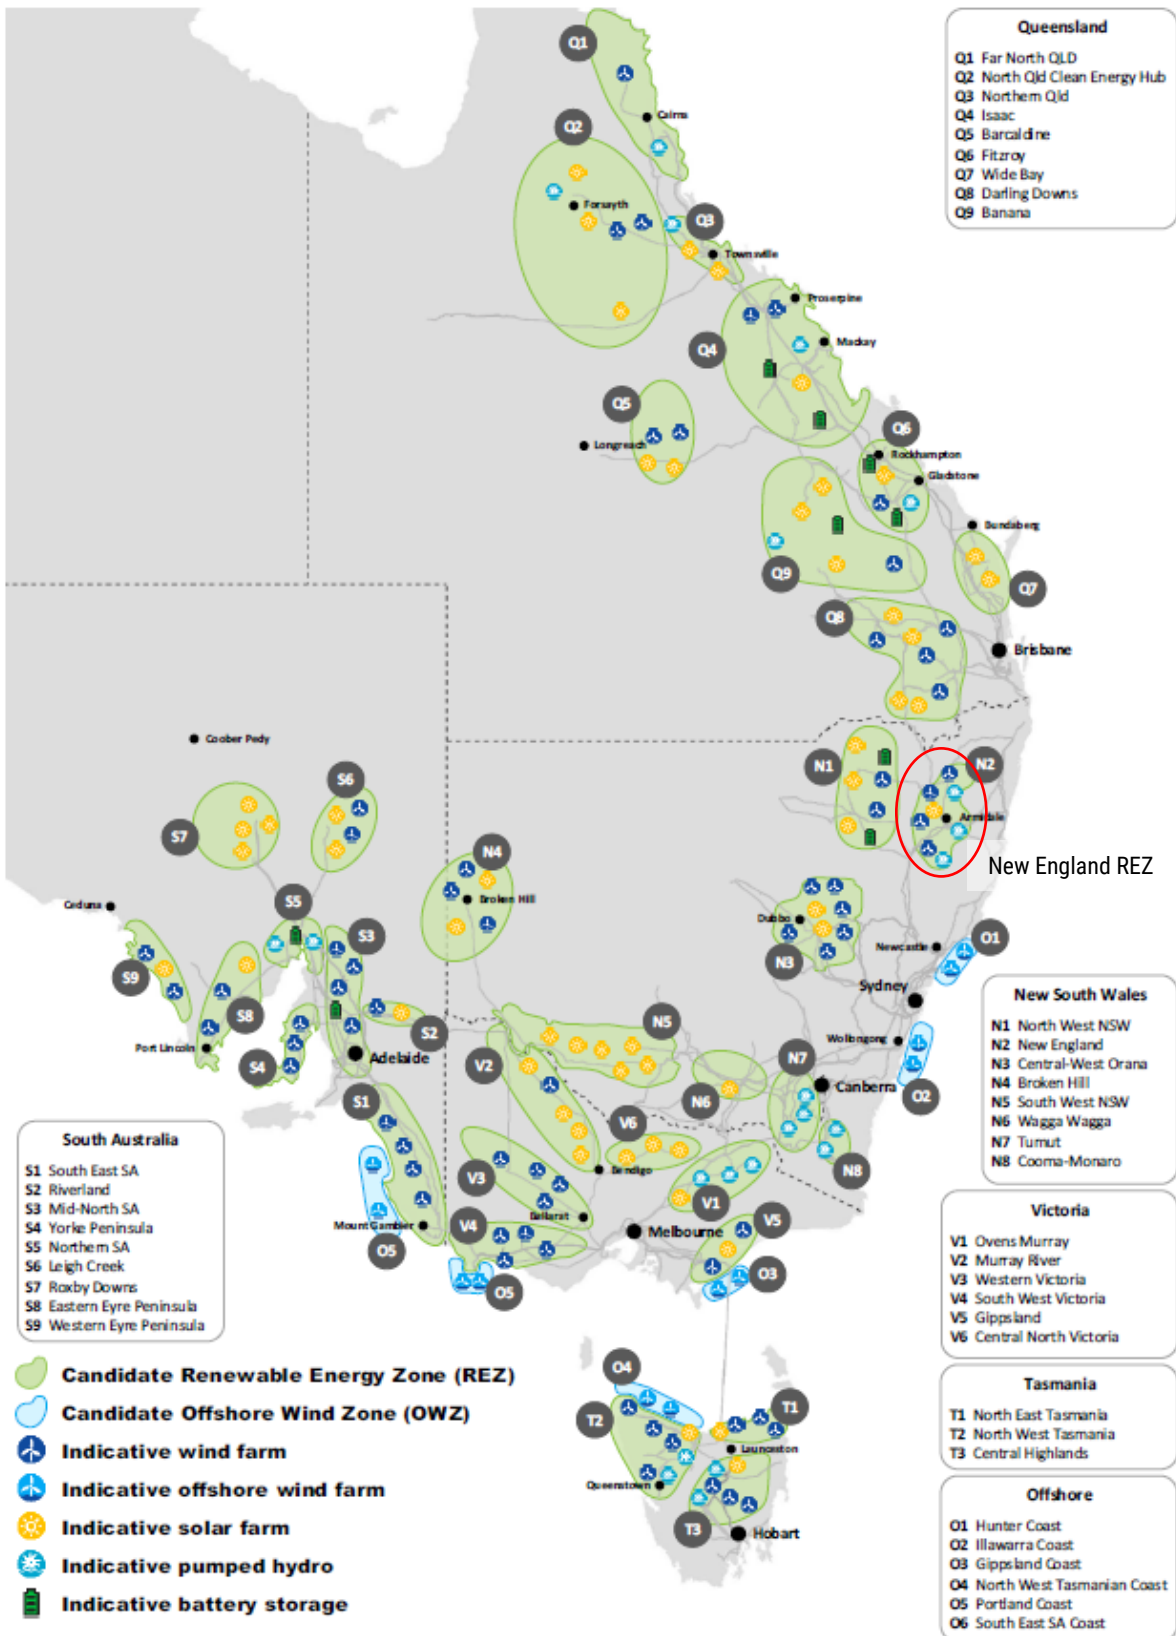 Q1
Cairns
Q2
Forsayth
Q3
Townsville
Proserpine
Q4
Mackay
Q5
Longreach
Q6
Rockhampton
Gladstone
Bundaberg
Q9
Q7
Q8
Brisbane
Coober Pedy
S6
S7
N1
N2
Armidale
New England REZ
N4
Broken Hill
Ceduna
S5
S3
Dubbo
Newcastle
O1
N3
S9
S8
Sydney
Port Lincoln
S2
N5
Wollongong
Adelaide
S4
V2
N7
Canberra
O2
S1
N6
V6
Bendigo
V3
N8
V1
Ballarat
Mount Gambier
V4
Melbourne
V5
O5
O5
O3
O4
T2
T1
Launceston
Queenstown
T3
Hobart
Queensland
Q1 Far North QLD
Q2 North Qld Clean Energy Hub
Q3 Northern Qld
Q4 Isaac
Q5 Barcaldine
Q6 Fitzroy
Q7 Wide Bay
Q8 Darling Downs
Q9 Banana
New South Wales
N1 North West NSW
N2 New England
N3 Central-West Orana
N4 Broken Hill
N5 South West NSW
N6 Wagga Wagga
N7 Tumut
N8 Cooma-Monaro
South Australia
S1 South East SA
S2 Riverland
S3 Mid-North SA
S4 Yorke Peninsula
S5 Northern SA
S6 Leigh Creek
S7 Roxby Downs
S8 Eastern Eyre Peninsula
S9 Western Eyre Peninsula
Victoria
V1 Ovens Murray
V2 Murray River
V3 Western Victoria
V4 South West Victoria
V5 Gippsland
V6 Central North Victoria
Tasmania
T1 North East Tasmania
T2 North West Tasmania
T3 Central Highlands
Offshore
O1 Hunter Coast
O2 Illawarra Coast
O3 Gippsland Coast
O4 North West Tasmanian Coast
O5 Portland Coast
O6 South East SA Coast
Candidate Renewable Energy Zone (REZ)
Candidate Offshore Wind Zone (OWZ)
Indicative wind farm
Indicative offshore wind farm
Indicative solar farm
Indicative pumped hydro
Indicative battery storage